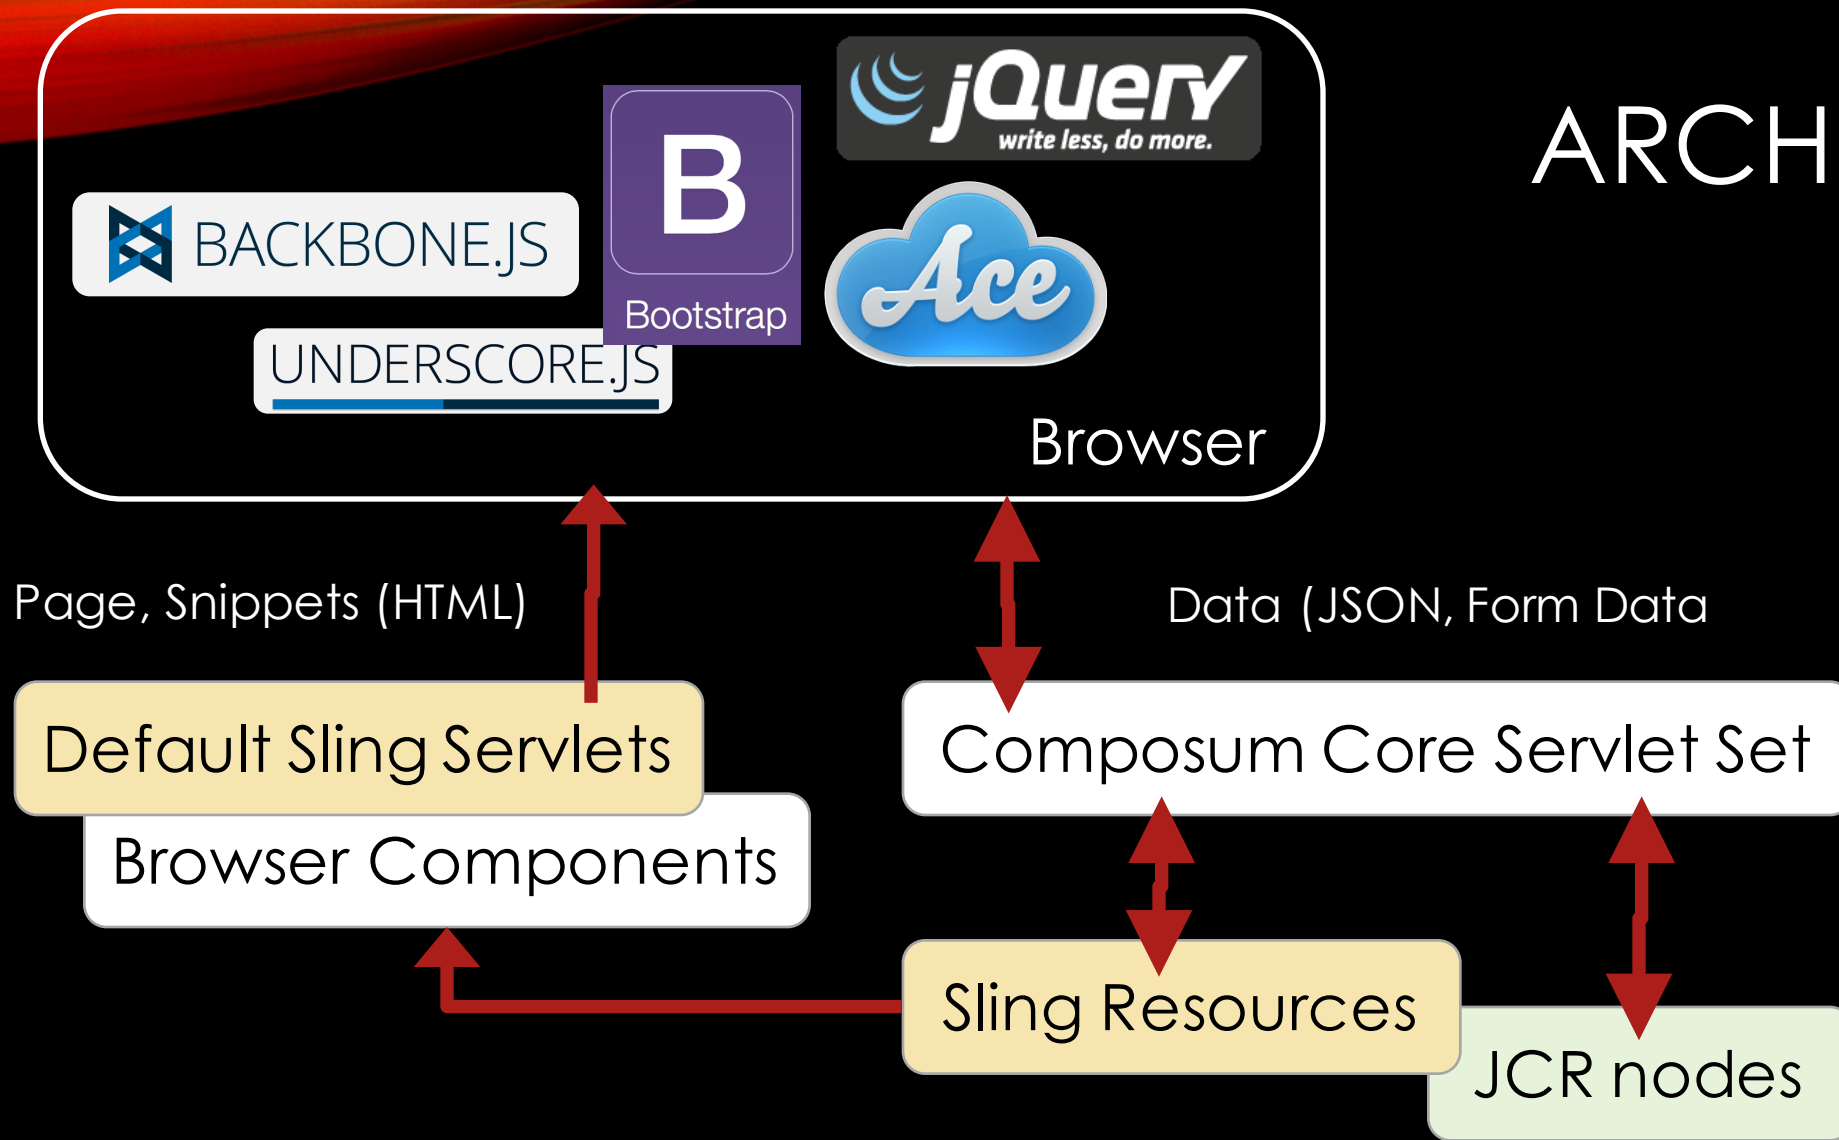 jQuery
write less, do more.
ARCH
B
BACKBONE.JS
Ace
Bootstrap
UNDERSCORE.JS
Browser
Page, Snippets (HTML)
Data (JSON, Form Data
Default Sling Servlets
Composum Core Servlet Set
Browser Components
Sling Resources
JCR nodes